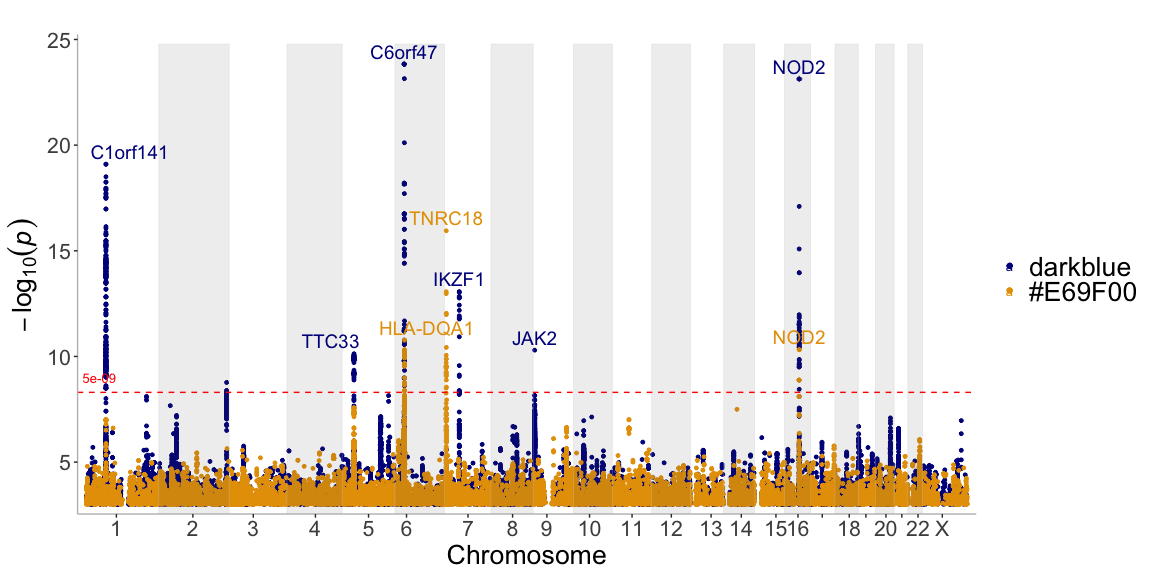 25
20
15
10
5
−log10(p)
C6orf47
NOD2
C1orf141
TNRC18
IKZF1
HLA-DQA1
TTC33
JAK2
NOD2
5e-09
1 2 3 4 5 6 7 8 9 10 11 12 13 14 15 16 18 20 22 X
Chromosome
a darkblue
a #E69F00